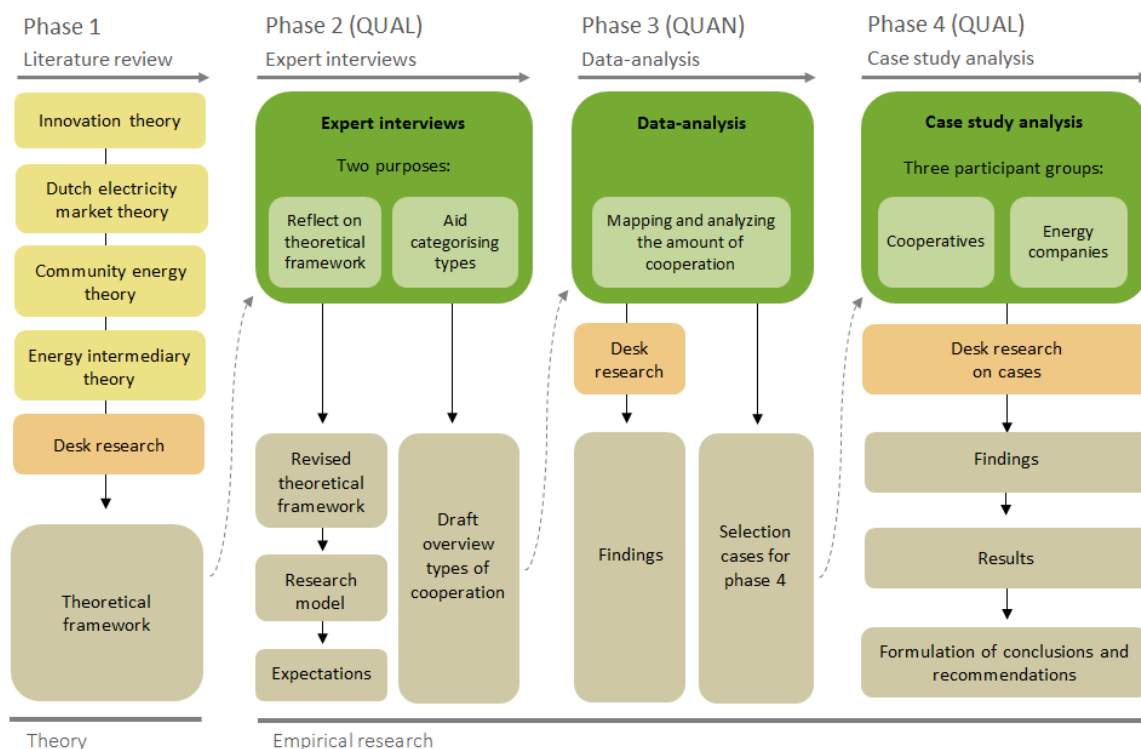 Phase 1
Literature review
Innovation theory
Dutch electricity
market theory
Community energy
theory
Energy intermediary
theory
Desk research
Theoretical
framework
Theory
Phase 2 (QUAL)
Expert interviews
Expert interviews
Two purposes:
Reflect on
theoretical
framework
Aid
categorising
types
Revised
theoretical
framework
Research
model
Expectations
Draft
overview
types of
cooperation
Phase 3 (QUAN)
Data-analysis
Data-analysis
Mapping and analyzing
the amount of
cooperation
Desk
research
Findings
Selection
cases for
phase 4
Phase 4 (QUAL)
Case study analysis
Case study analysis
Three participant groups:
Cooperatives
Energy
companies
Desk research
on cases
Findings
Results
Formulation of conclusions and
recommendations
Empirical research